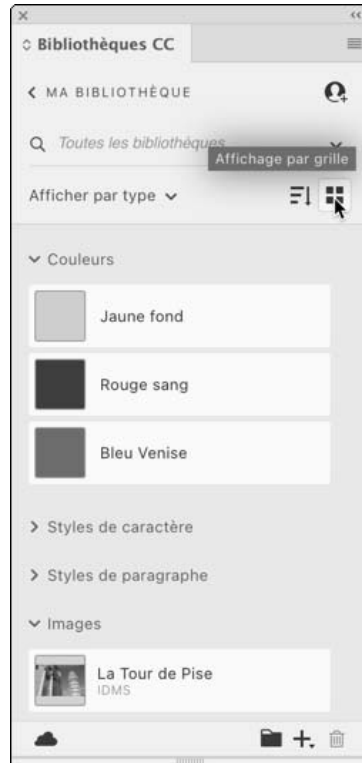 Bibliothèques CC
MA BIBLIOTHÈQUE
Toutes les bibliothèques
Affichage par grille
Afficher par type
Couleurs
Jaune fond
Rouge sang
Bleu Venise
Styles de caractère
Styles de paragraphe
Images
La Tour de Pise
IDMS